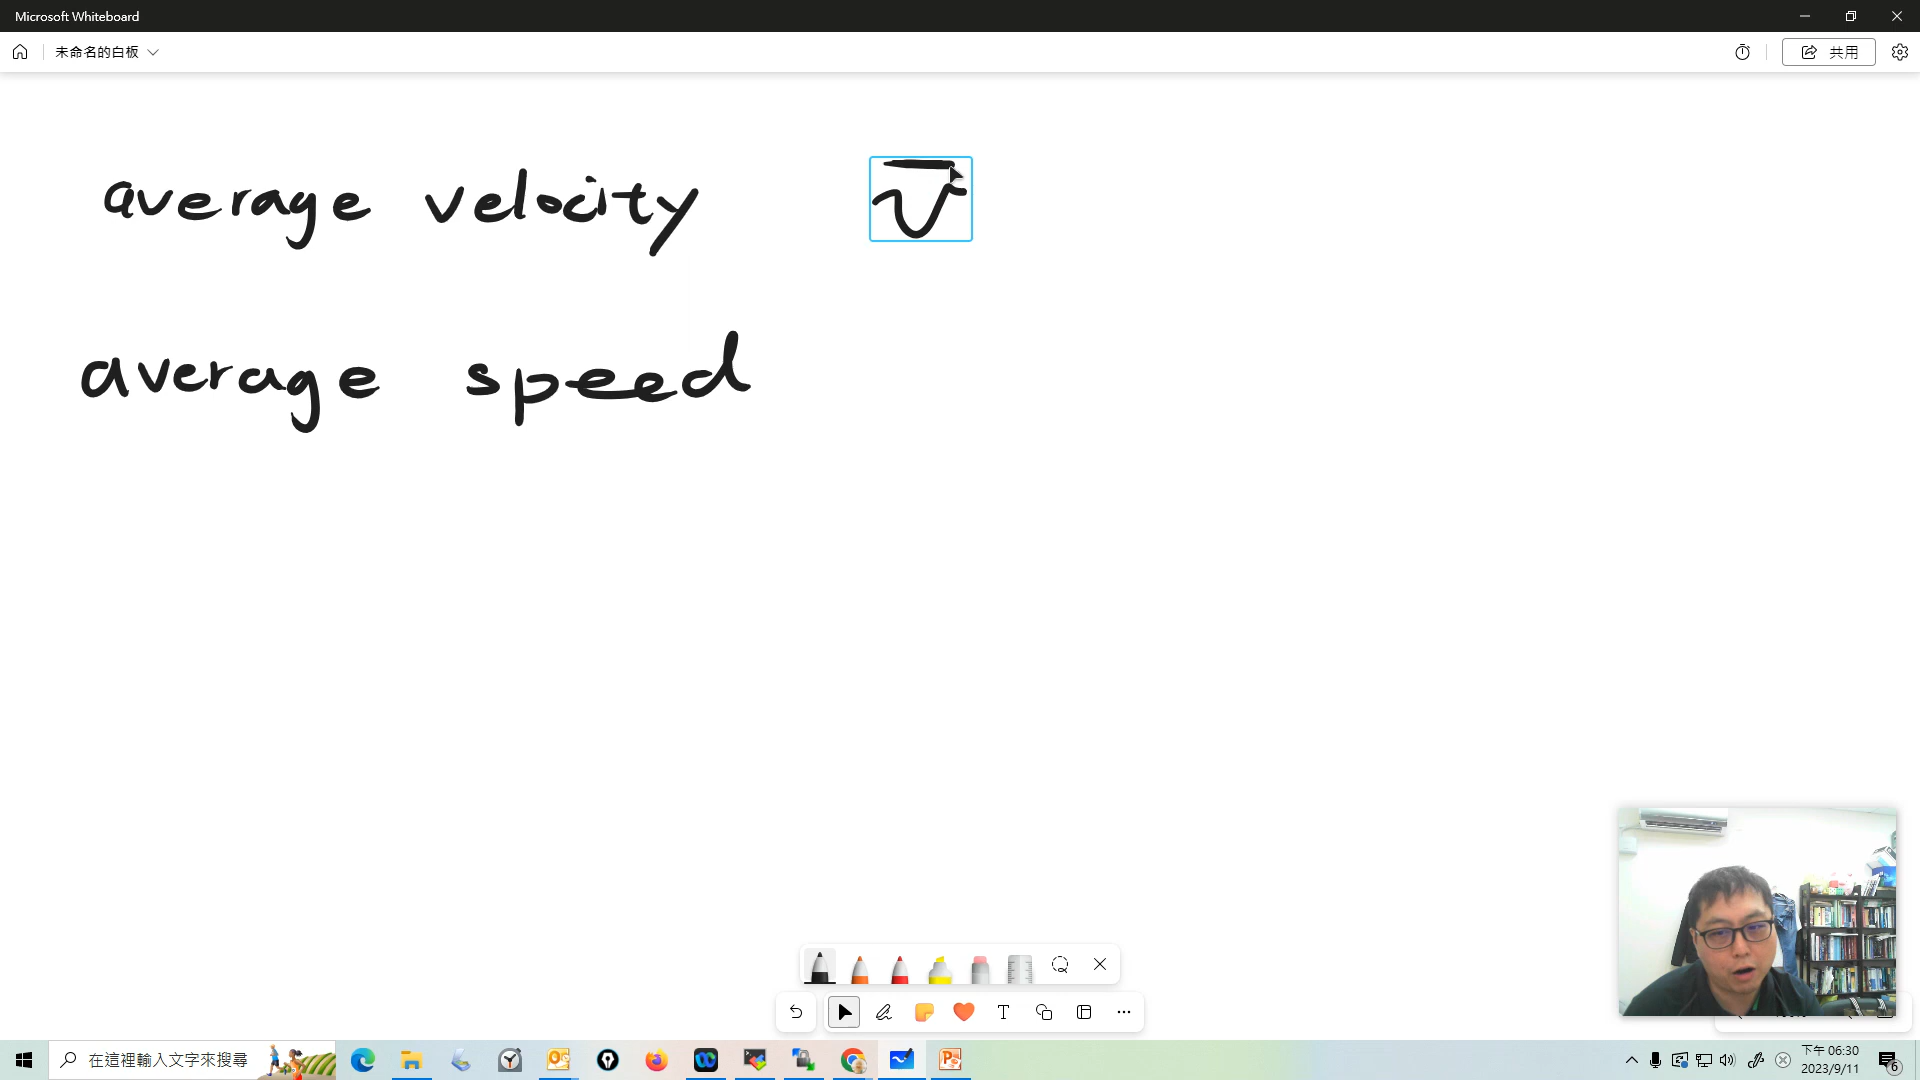 Microsoft Whiteboard
未命名的白板
共用
average velocity v̅
average speed
T
在這裡輸入文字來搜尋
下午 06:30
2023/9/11
6